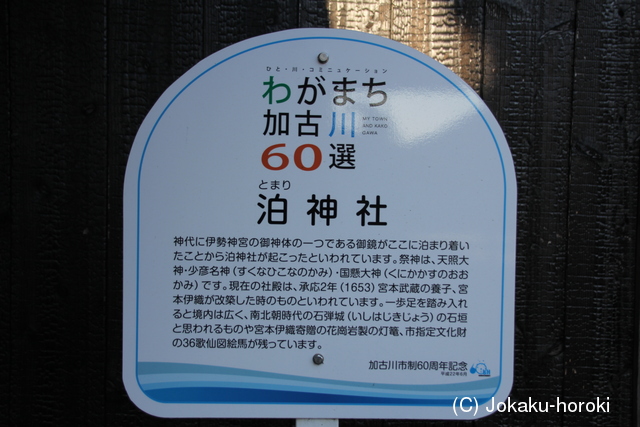 ひと・川・コミュニケーション
わがまち
加古川
MY TOWN
AND KAKO
GAWA
60選
とまり
泊神社
神代に伊勢神宮の御神体の一つである御鏡がここに泊まり着い
たことから泊神社が起こったといわれています。祭神は、天照大
神・少彦名神（すくなひこなのかみ）・国懸大神（くにかかすのおお
かみ）です。現在の社殿は、承応2年（1653）宮本武蔵の養子、宮
本伊織が改築した時のものといわれています。一歩足を踏み入れ
ると境内は広く、南北朝時代の石弾城（いしはじきじょう）の石垣
と思われるものや宮本伊織寄贈の花崗岩製の灯竜、市指定文化財
の36歌仙図絵馬が残っています。
加古川市制60周年記念
平成22年6月
(C) Jokaku-horoki